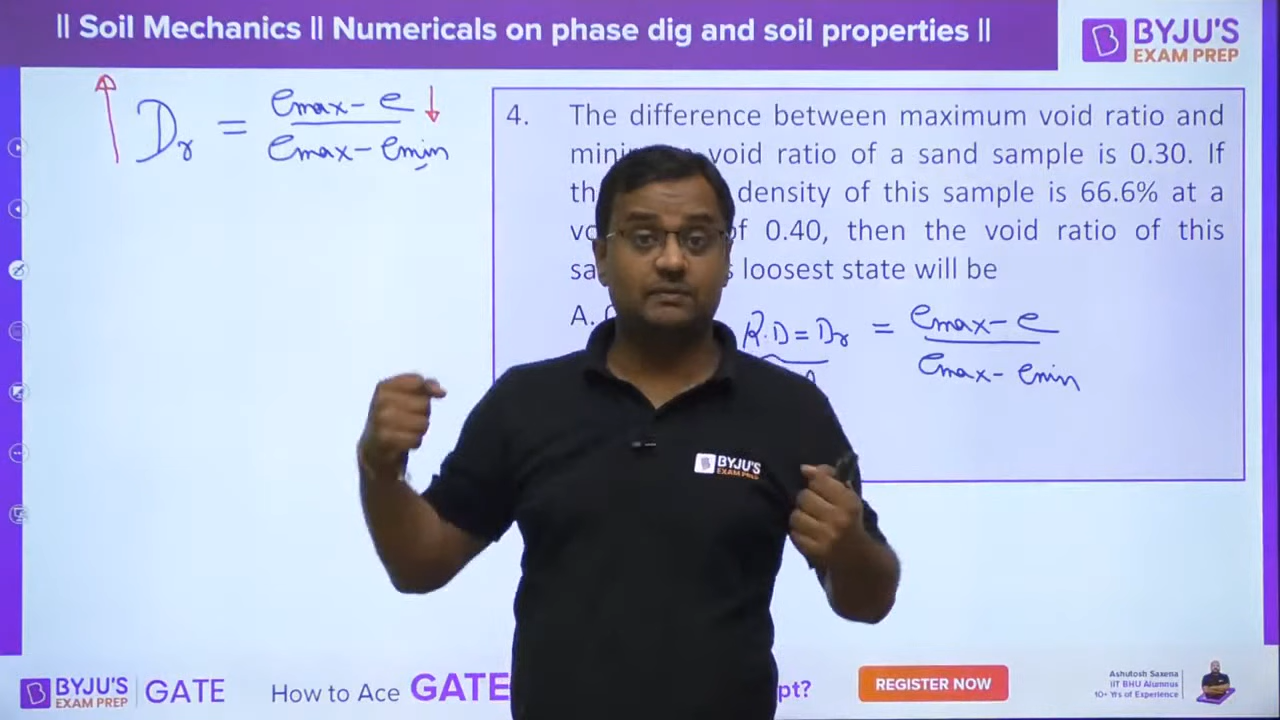 || Soil Mechanics || Numericals on phase dig and soil properties ||
BYJU'S
EXAM PREP
Dr = emax - e
emax - emin
4. The difference between maximum void ratio and
void ratio of a sand sample is 0.30. If
density of this sample is 66.6% at a
of 0.40, then the void ratio of this
loosest state will be
A.
R.D = Dr = emax - e
emax - emin
BYJU'S
EXAM PREP
BYJU'S
EXAM PREP
GATE
How to Ace GATE
pt?
REGISTER NOW
Ashutosh Saxena
IIT BHU Alumnus
10+ Yrs of Experience